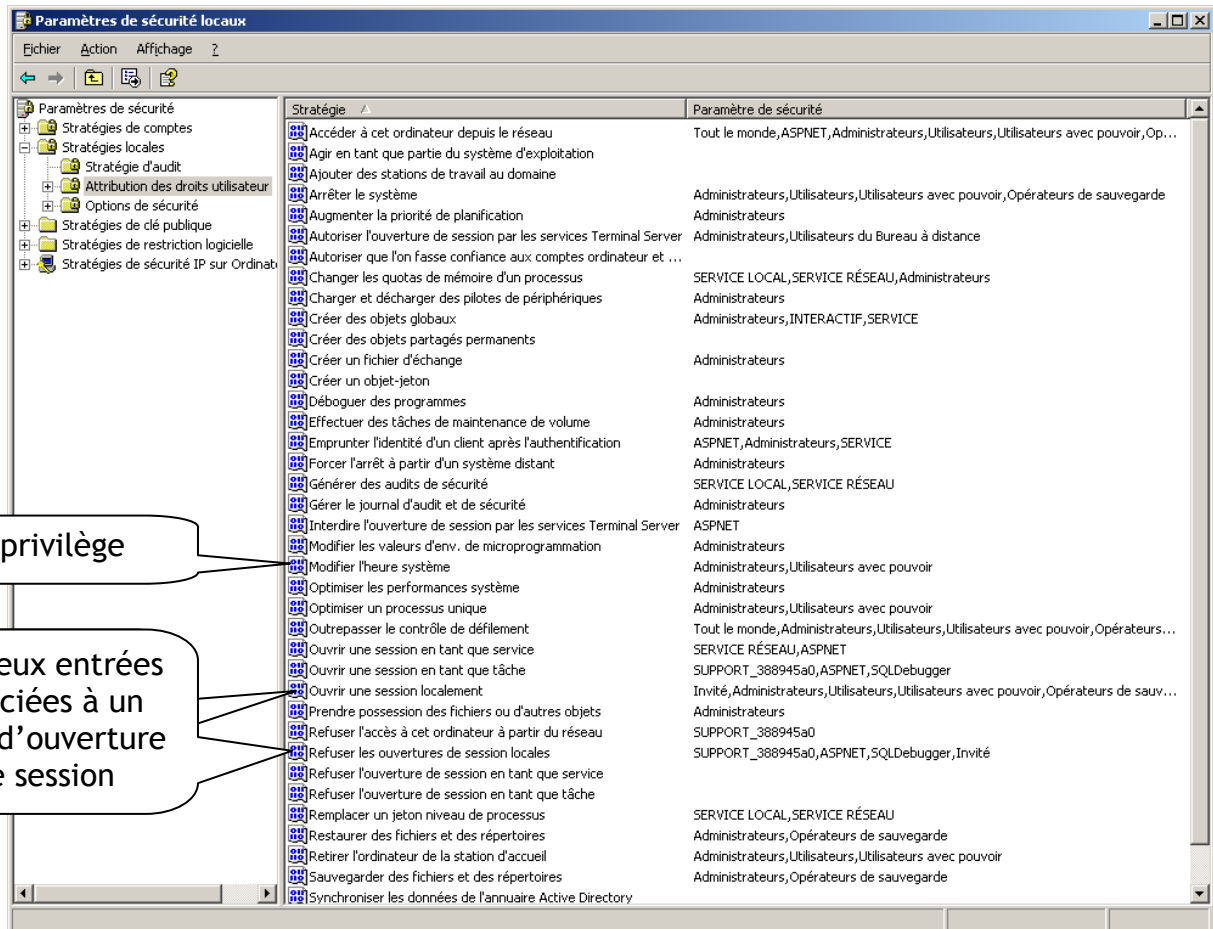 Paramètres de sécurité locaux
Fichier Action Affichage ?
Paramètres de sécurité
Stratégies de comptes
Stratégies locales
Stratégie d'audit
Attribution des droits utilisateur
Options de sécurité
Stratégies de clé publique
Stratégies de restriction logicielle
Stratégies de sécurité IP sur Ordinat
privilège
eux entrées
ciées à un
d'ouverture
e session
Stratégie Paramètre de sécurité
Accéder à cet ordinateur depuis le réseau Tout le monde,ASPNET,Administrateurs,Utilisateurs,Utilisateurs avec pouvoir,Op...
Agir en tant que partie du système d'exploitation
Ajouter des stations de travail au domaine
Arrêter le système Administrateurs,Utilisateurs,Utilisateurs avec pouvoir,Opérateurs de sauvegarde
Augmenter la priorité de planification Administrateurs
Autoriser l'ouverture de session par les services Terminal Server Administrateurs,Utilisateurs du Bureau à distance
Autoriser que l'on fasse confiance aux comptes ordinateur et ...
Changer les quotas de mémoire d'un processus SERVICE LOCAL,SERVICE RÉSEAU,Administrateurs
Charger et décharger des pilotes de périphériques Administrateurs
Créer des objets globaux Administrateurs,INTERACTIF,SERVICE
Créer des objets partagés permanents
Créer un fichier d'échange Administrateurs
Créer un objet-jeton
Déboguer des programmes Administrateurs
Effectuer des tâches de maintenance de volume Administrateurs
Emprunter l'identité d'un client après l'authentification ASPNET,Administrateurs,SERVICE
Forcer l'arrêt à partir d'un système distant Administrateurs
Générer des audits de sécurité SERVICE LOCAL,SERVICE RÉSEAU
Gérer le journal d'audit et de sécurité Administrateurs
Interdire l'ouverture de session par les services Terminal Server ASPNET
Modifier les valeurs d'env. de microprogrammation Administrateurs
Modifier l'heure système Administrateurs,Utilisateurs avec pouvoir
Optimiser les performances système Administrateurs
Optimiser un processus unique Administrateurs,Utilisateurs avec pouvoir
Outrepasser le contrôle de défilement Tout le monde,Administrateurs,Utilisateurs,Utilisateurs avec pouvoir,Opérateurs...
Ouvrir une session en tant que service SERVICE RÉSEAU,ASPNET
Ouvrir une session en tant que tâche SUPPORT_388945a0,ASPNET,SQLDebugger
Ouvrir une session localement Invité,Administrateurs,Utilisateurs,Utilisateurs avec pouvoir,Opérateurs de sauv...
Prendre possession des fichiers ou d'autres objets Administrateurs
Refuser l'accès à cet ordinateur à partir du réseau SUPPORT_388945a0
Refuser les ouvertures de session locales SUPPORT_388945a0,ASPNET,SQLDebugger,Invité
Refuser l'ouverture de session en tant que service
Refuser l'ouverture de session en tant que tâche
Remplacer un jeton niveau de processus SERVICE LOCAL,SERVICE RÉSEAU
Restaurer des fichiers et des répertoires Administrateurs,Opérateurs de sauvegarde
Retirer l'ordinateur de la station d'accueil Administrateurs,Utilisateurs,Utilisateurs avec pouvoir
Sauvegarder des fichiers et des répertoires Administrateurs,Opérateurs de sauvegarde
Synchroniser les données de l'annuaire Active Directory